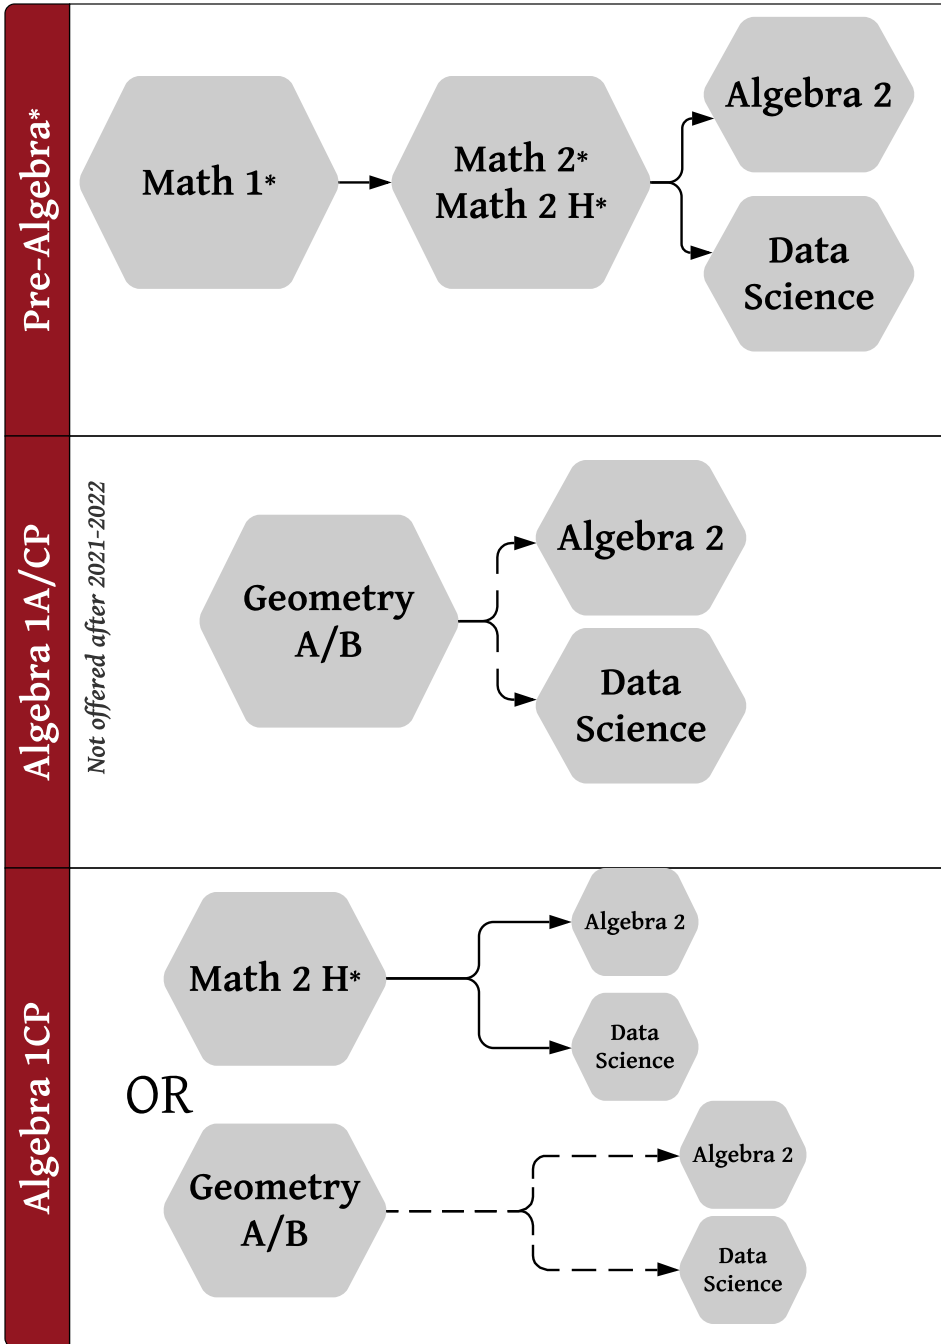 Pre-Algebra*
Math 1*
Math 2*
Math 2 H*
Algebra 2
Data
Science
Algebra 1A/CP
Not offered after 2021-2022
Geometry
A/B
Algebra 2
Data
Science
Algebra 1CP
Math 2 H*
Algebra 2
Data
Science
OR
Geometry
A/B
Algebra 2
Data
Science